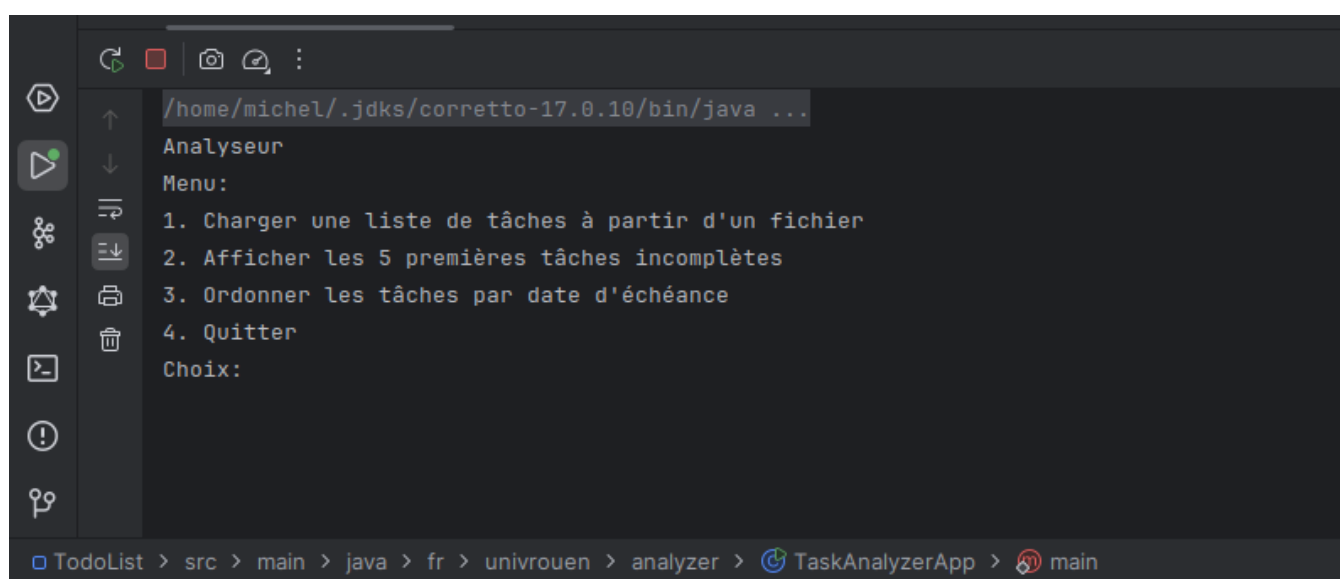 /home/michel/.jdks/corretto-17.0.10/bin/java ...
Analyseur
Menu:
1. Charger une liste de tâches à partir d'un fichier
2. Afficher les 5 premières tâches incomplètes
3. Ordonner les tâches par date d'échéance
4. Quitter
Choix:
TodoList > src > main > java > fr > univrouen > analyzer > TaskAnalyzerApp > main